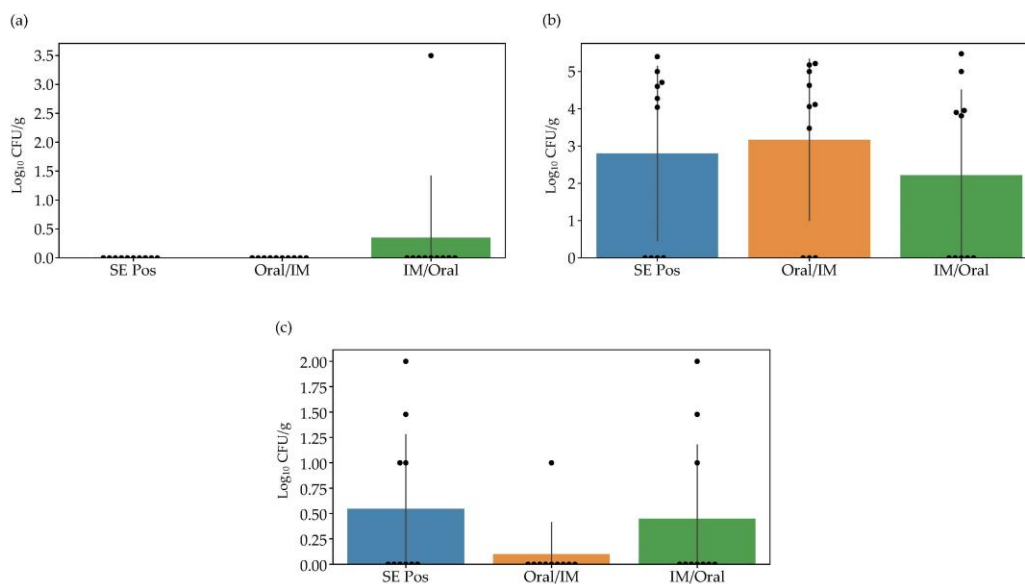 (a)
Log₁₀ CFU/g
3.5
3.0
2.5
2.0
1.5
1.0
0.5
0.0
SE Pos Oral/IM IM/Oral
(b)
Log₁₀ CFU/g
5
4
3
2
1
0
SE Pos Oral/IM IM/Oral
(c)
Log₁₀ CFU/g
2.00
1.75
1.50
1.25
1.00
0.75
0.50
0.25
0.00
SE Pos Oral/IM IM/Oral